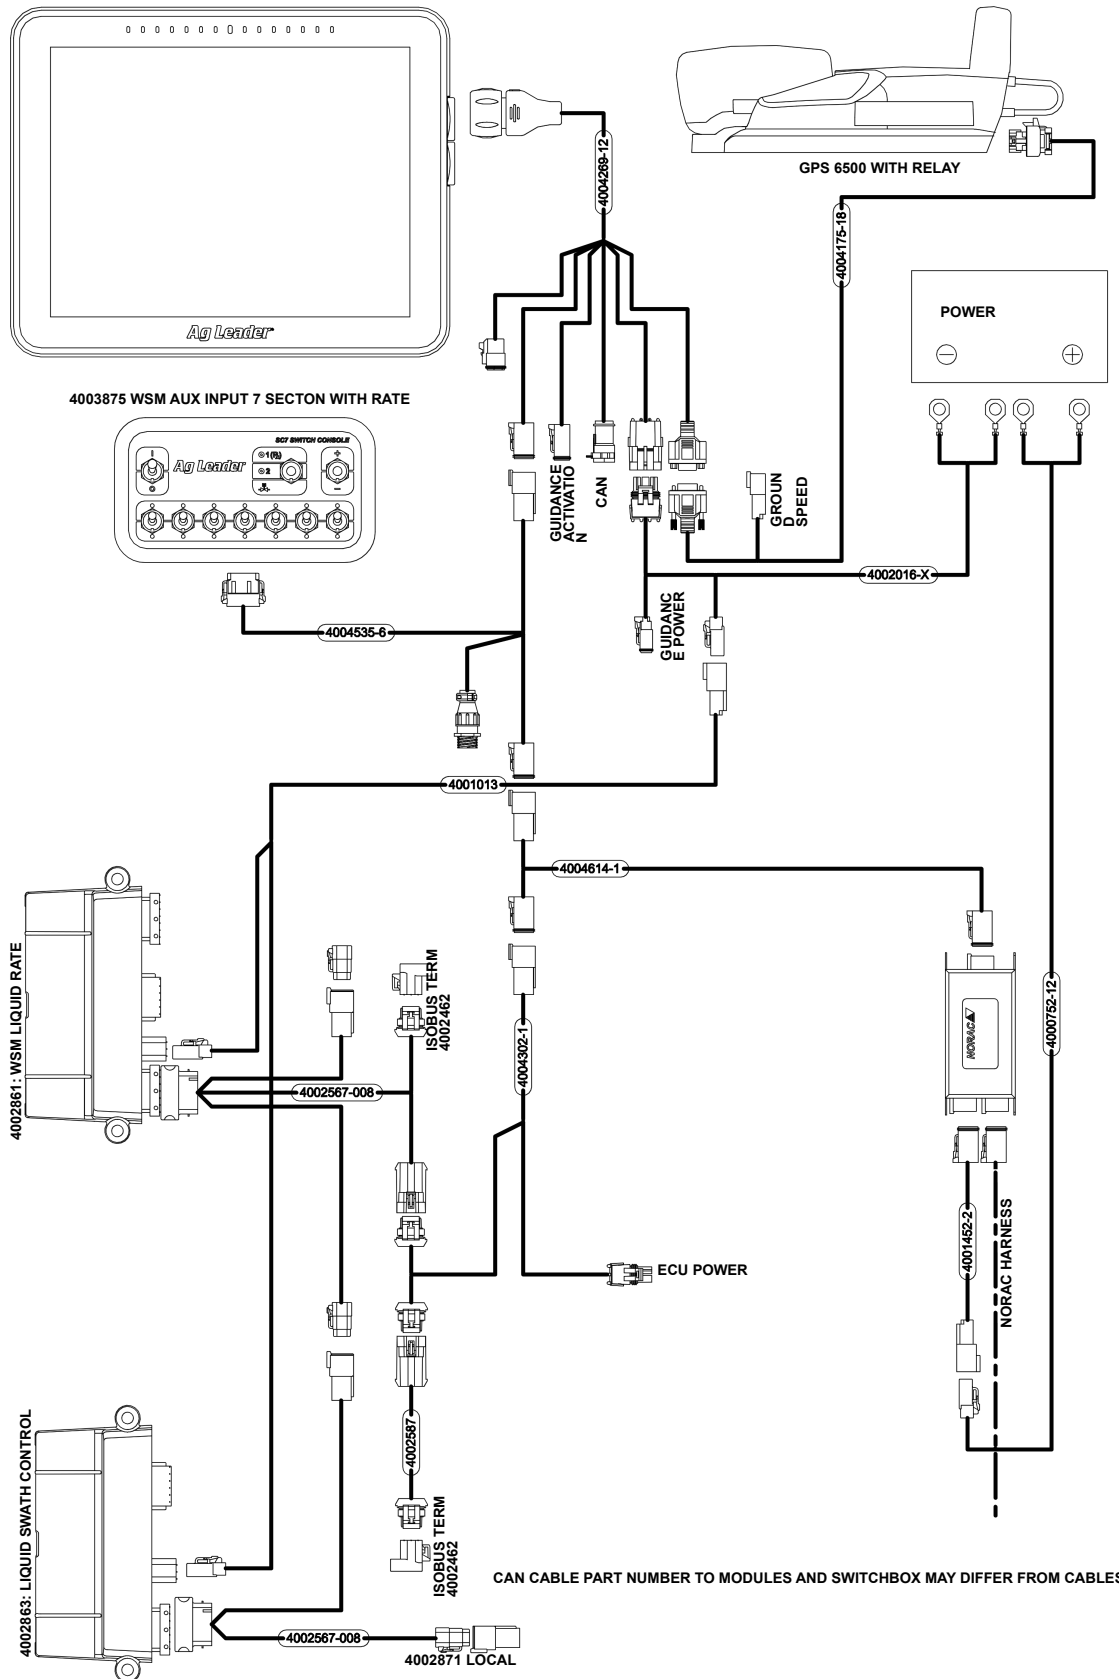 4004269-12
GPS 6500 WITH RELAY
4004175-18
POWER
Ag Leader
4003875 WSM AUX INPUT 7 SECTON WITH RATE
SC7 SWITCH CONSOLE
Ag Leader
1 (R)
2
GUIDANCE
ACTIVATIO
N
CAN
GROUN
D
SPEED
4002016-X
GUIDANC
E POWER
4004535-6
4001013
4004614-1
4002861: WSM LIQUID RATE
ISOBUS TERM
4002462
4004302-1
4002567-008
NORAC
4000752-12
4001452-2
NORAC HARNESS
ECU POWER
4002863: LIQUID SWATH CONTROL
4002587
ISOBUS TERM
4002462
CAN CABLE PART NUMBER TO MODULES AND SWITCHBOX MAY DIFFER FROM CABLES
4002567-008
4002871 LOCAL